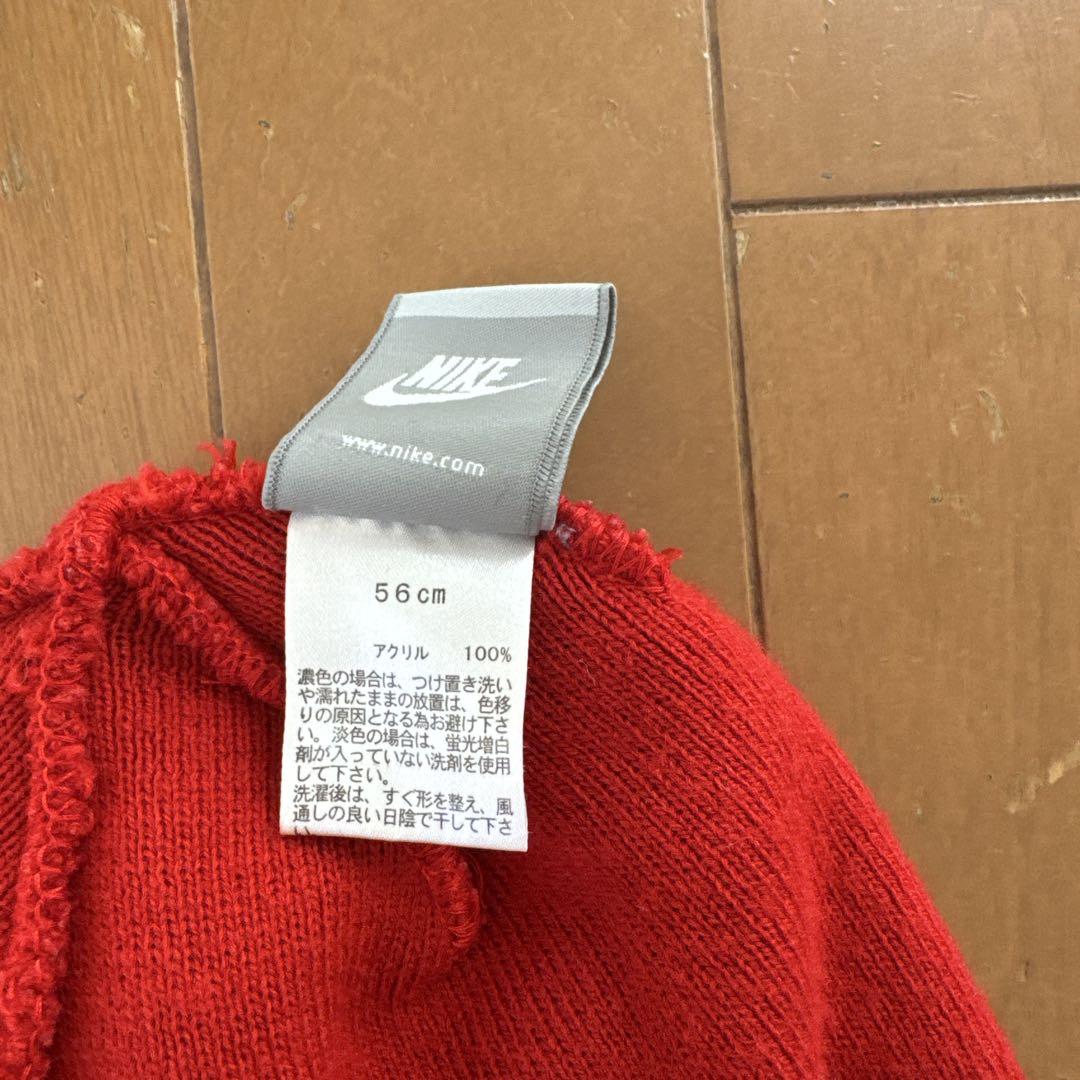 NIKE
www.nike.com
56cm
アクリル 100%
濃色の場合は、つけ置き洗い
や濡れたままの放置は、色移
りの原因となる為お避け下さ
い。淡色の場合は、蛍光増白
剤が入っていない洗剤を使用
して下さい。
洗濯後は、すぐ形を整え、風
通しの良い日陰で干して下さ